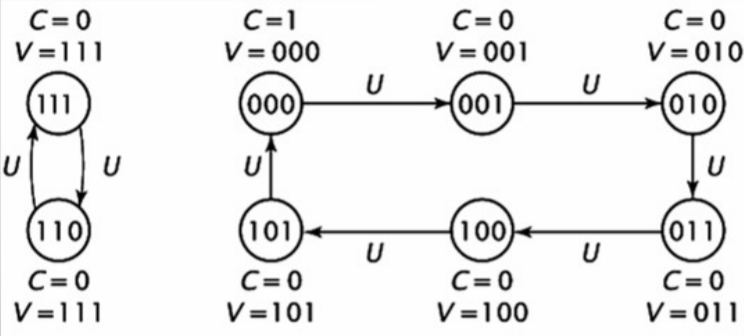 C=0 C=1 C=0 C=0
V=111 V=000 V=001 V=010
111 000 U 001 U 010
U U U U
110 101 U 100 U 011
C=0 C=0 C=0 C=0
V=111 V=101 V=100 V=011